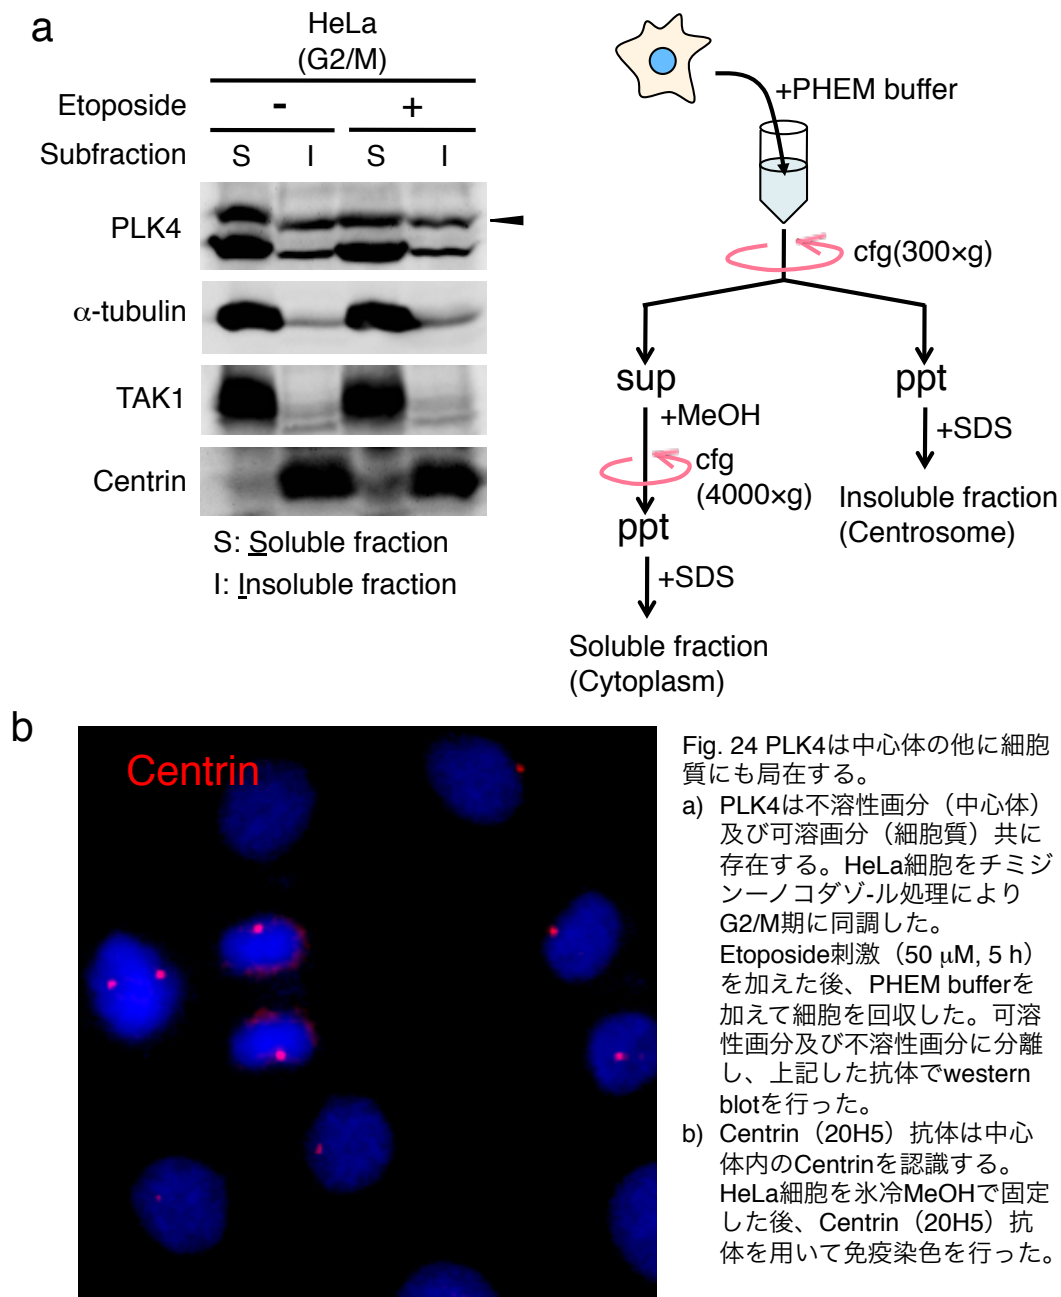 a
HeLa
(G2/M)
Etoposide - +
Subfraction S I S I
PLK4
α-tubulin
TAK1
Centrin
S: Soluble fraction
I: Insoluble fraction
+PHEM buffer
cfg(300×g)
sup
ppt
+MeOH
+SDS
cfg
(4000×g)
Insoluble fraction
(Centrosome)
ppt
+SDS
Soluble fraction
(Cytoplasm)
b
Centrin
Fig. 24 PLK4は中心体の他に細胞
質にも局在する。
a) PLK4は不溶性画分（中心体）
及び可溶画分（細胞質）共に
存在する。HeLa細胞をチミジ
ンーノコダゾ-ル処理により
G2/M期に同調した。
Etoposide刺激（50 μM, 5 h）
を加えた後、PHEM bufferを
加えて細胞を回収した。可溶
性画分及び不溶性画分に分離
し、上記した抗体でwestern
blotを行った。
b) Centrin（20H5）抗体は中心
体内のCentrinを認識する。
HeLa細胞を氷冷MeOHで固定
した後、Centrin（20H5）抗
体を用いて免疫染色を行った。